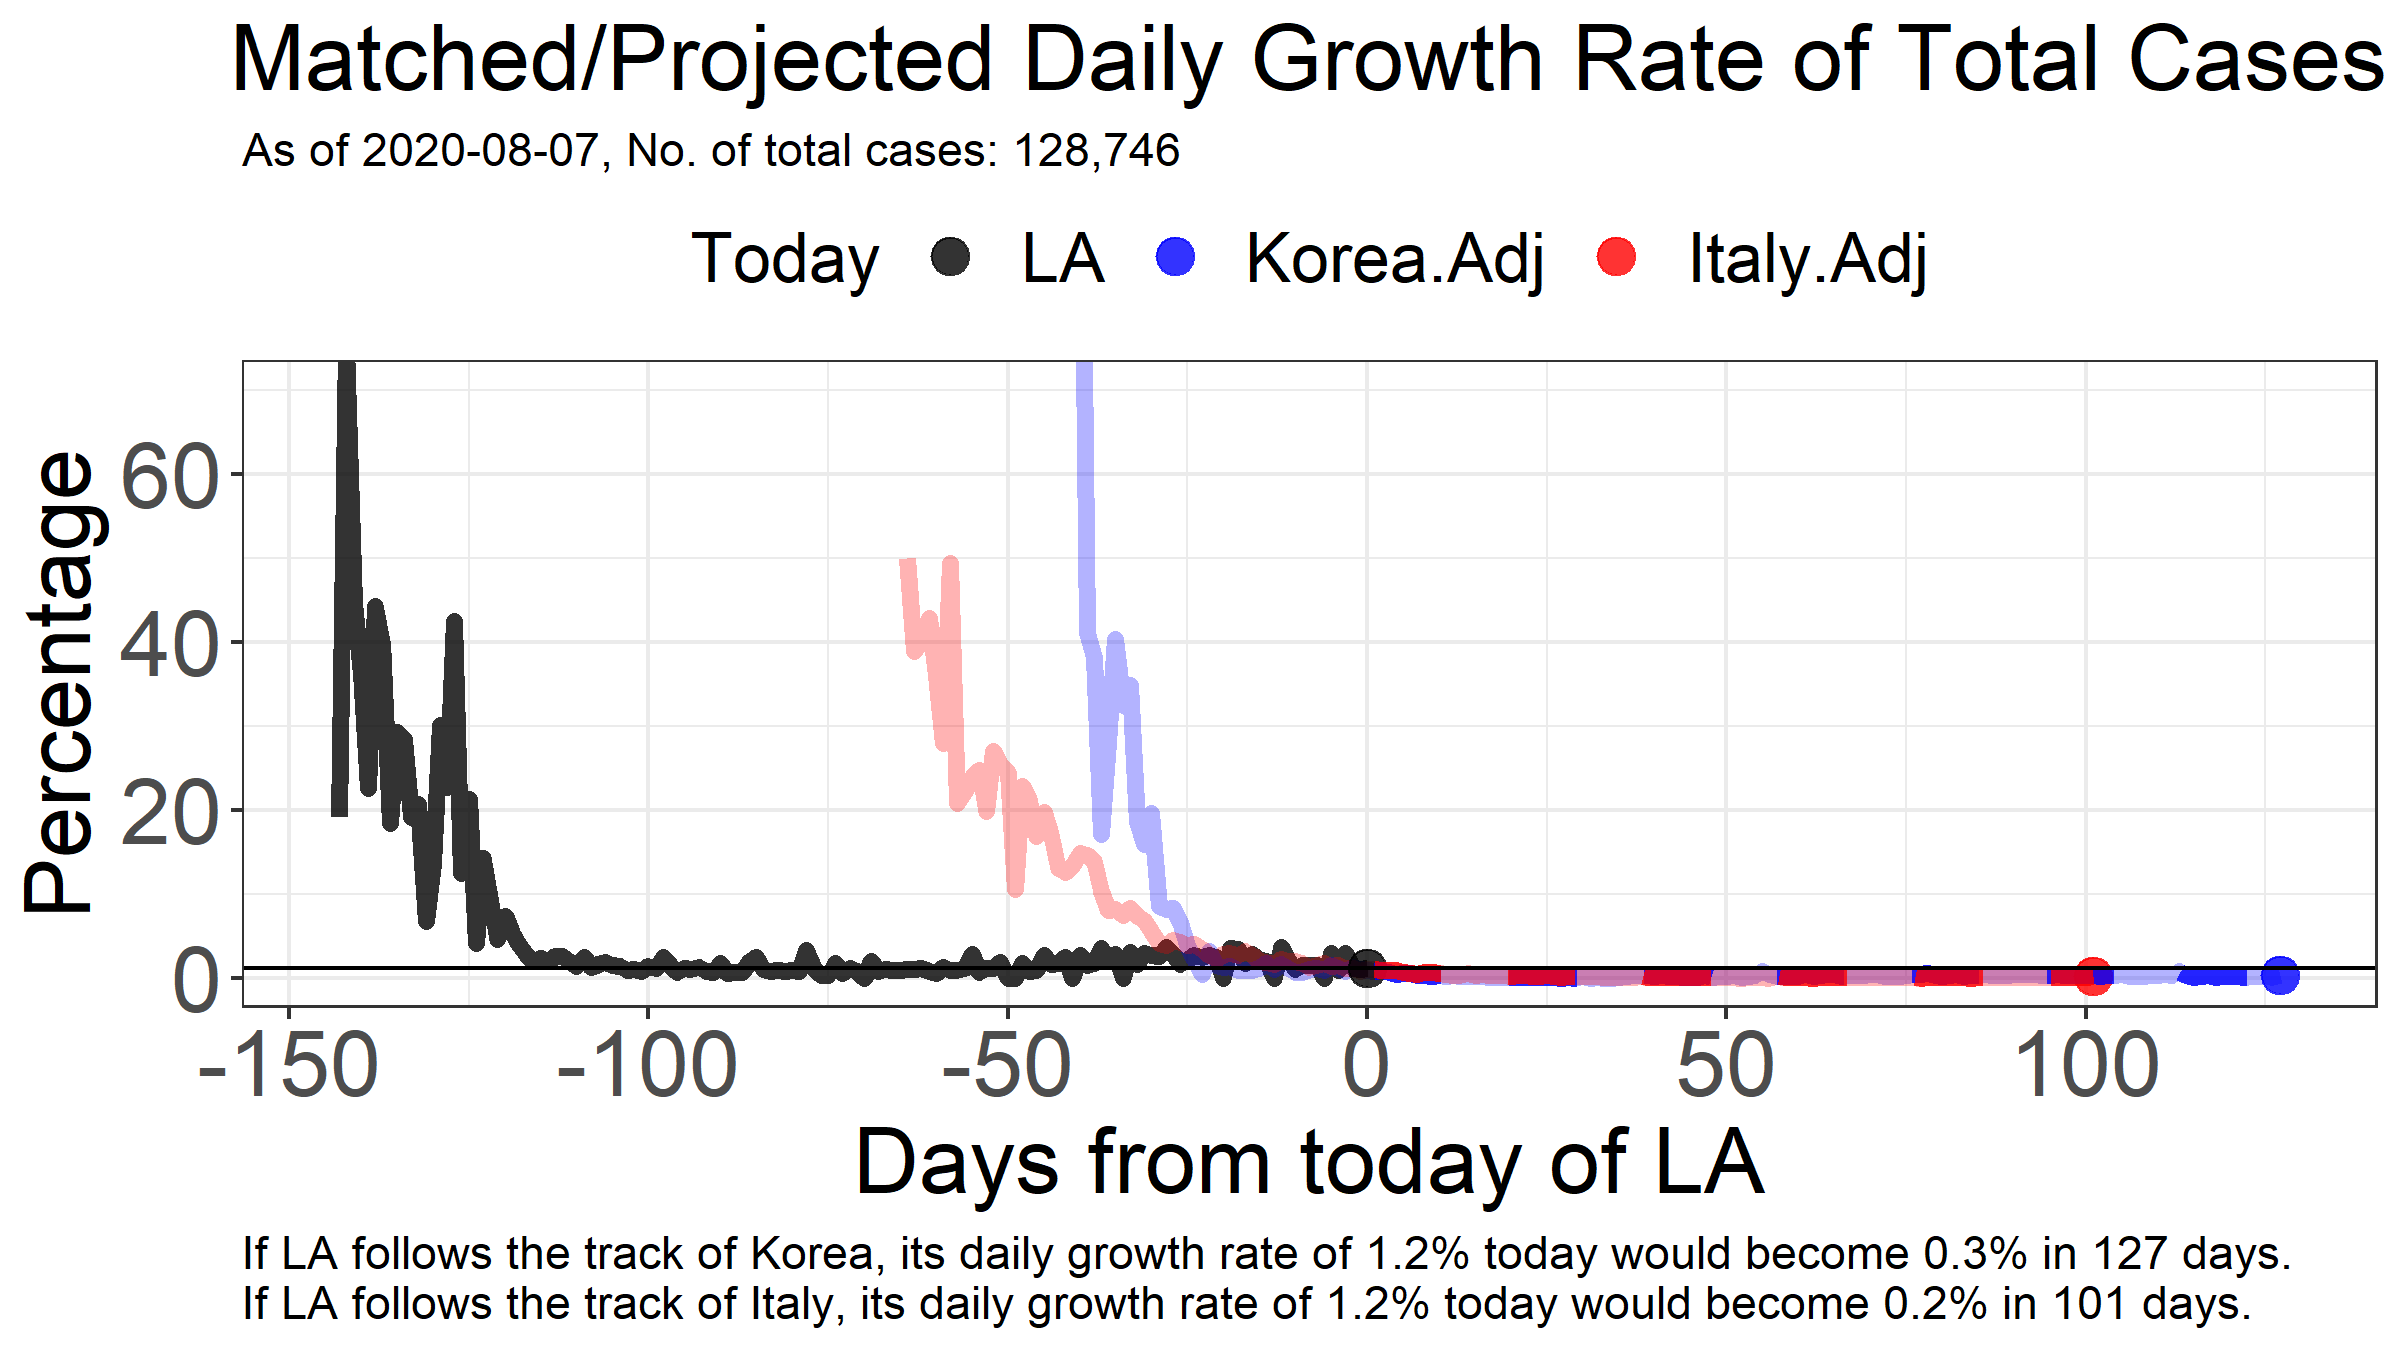 Matched/Projected Daily Growth Rate of Total Cases
As of 2020-08-07, No. of total cases: 128,746
Today LA Korea.Adj Italy.Adj
Percentage
60
40
20
0
-150 -100 -50 0 50 100
Days from today of LA
If LA follows the track of Korea, its daily growth rate of 1.2% today would become 0.3% in 127 days.
If LA follows the track of Italy, its daily growth rate of 1.2% today would become 0.2% in 101 days.